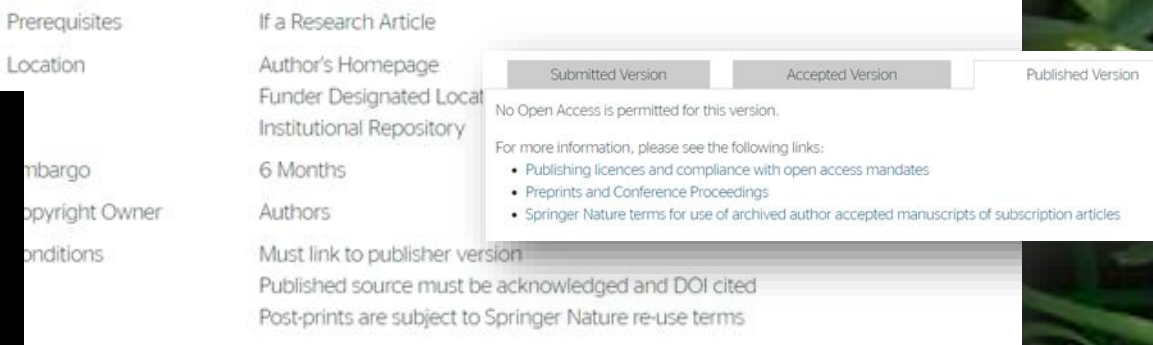 Prerequisites If a Research Article
Location Author's Homepage
Funder Designated Locat
Institutional Repository
mbargo 6 Months
opyright Owner Authors
onditions Must link to publisher version
Published source must be acknowledged and DOI cited
Post-prints are subject to Springer Nature re-use terms
Submitted Version Accepted Version Published Version
No Open Access is permitted for this version.
For more information, please see the following links:
• Publishing licences and compliance with open access mandates
• Preprints and Conference Proceedings
• Springer Nature terms for use of archived author accepted manuscripts of subscription articles